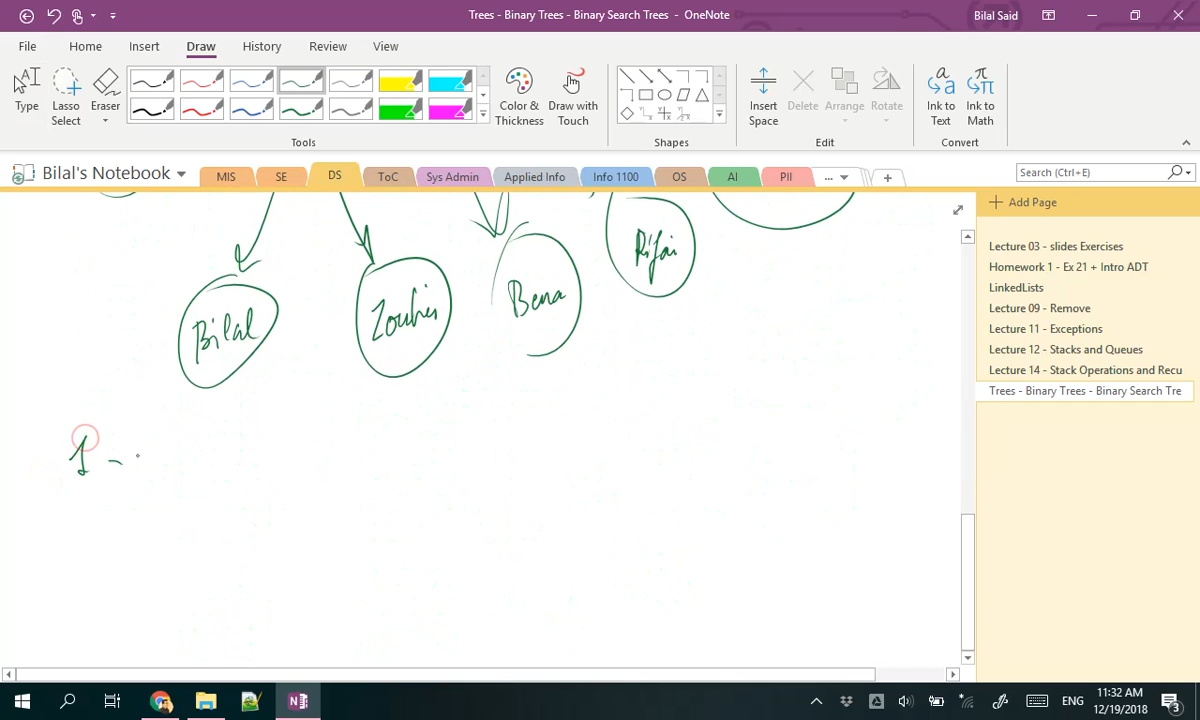 Trees - Binary Trees - Binary Search Trees - OneNote
Bilal Said
File Home Insert Draw History Review View
Type
Lasso Select
Eraser
Color & Thickness
Draw with Touch
Insert Space
Delete
Arrange
Rotate
Ink to Text
Ink to Math
Tools Shapes Edit Convert
Bilal's Notebook
MIS SE DS ToC Sys Admin Applied Info Info 1100 OS AI PII ... +
Search (Ctrl+E)
Add Page
Lecture 03 - slides Exercises
Homework 1 - Ex 21 + Intro ADT
LinkedLists
Lecture 09 - Remove
Lecture 11 - Exceptions
Lecture 12 - Stacks and Queues
Lecture 14 - Stack Operations and Recu
Trees - Binary Trees - Binary Search Tre
Rifai
Bilal
1 -
ENG
11:32 AM
12/19/2018
3